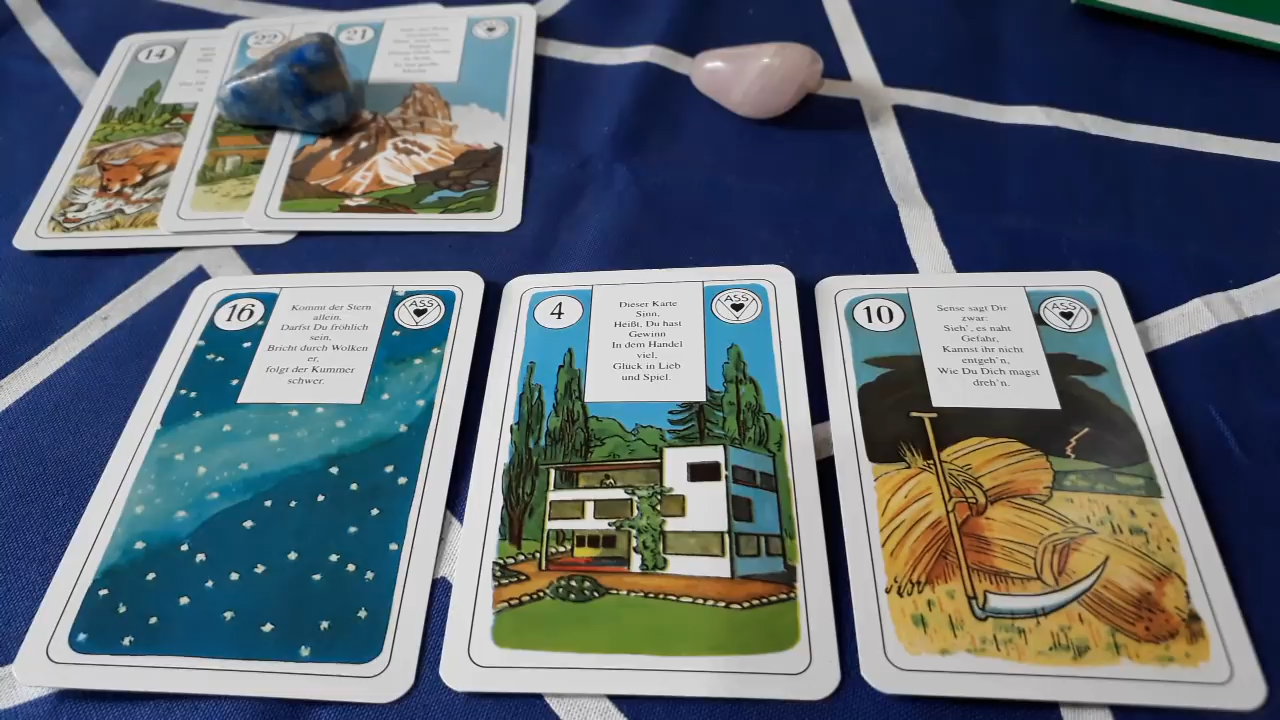 14
22
21
16
Kommt der Stern
allein.
Darfst Du fröhlich
sein,
Bricht durch Wolken
er,
folgt der Kummer
schwer.
ASS
4
Dieser Karte
Sinn,
Heißt, Du hast
Gewinn
In dem Handel
viel,
Glück in Lieb
und Spiel.
ASS
10
Sense sagt Dir
zwar:
Sieh', es naht
Gefahr,
Kannst ihr nicht
entgeh'n,
Wie Du Dich magst
dreh'n.
ASS